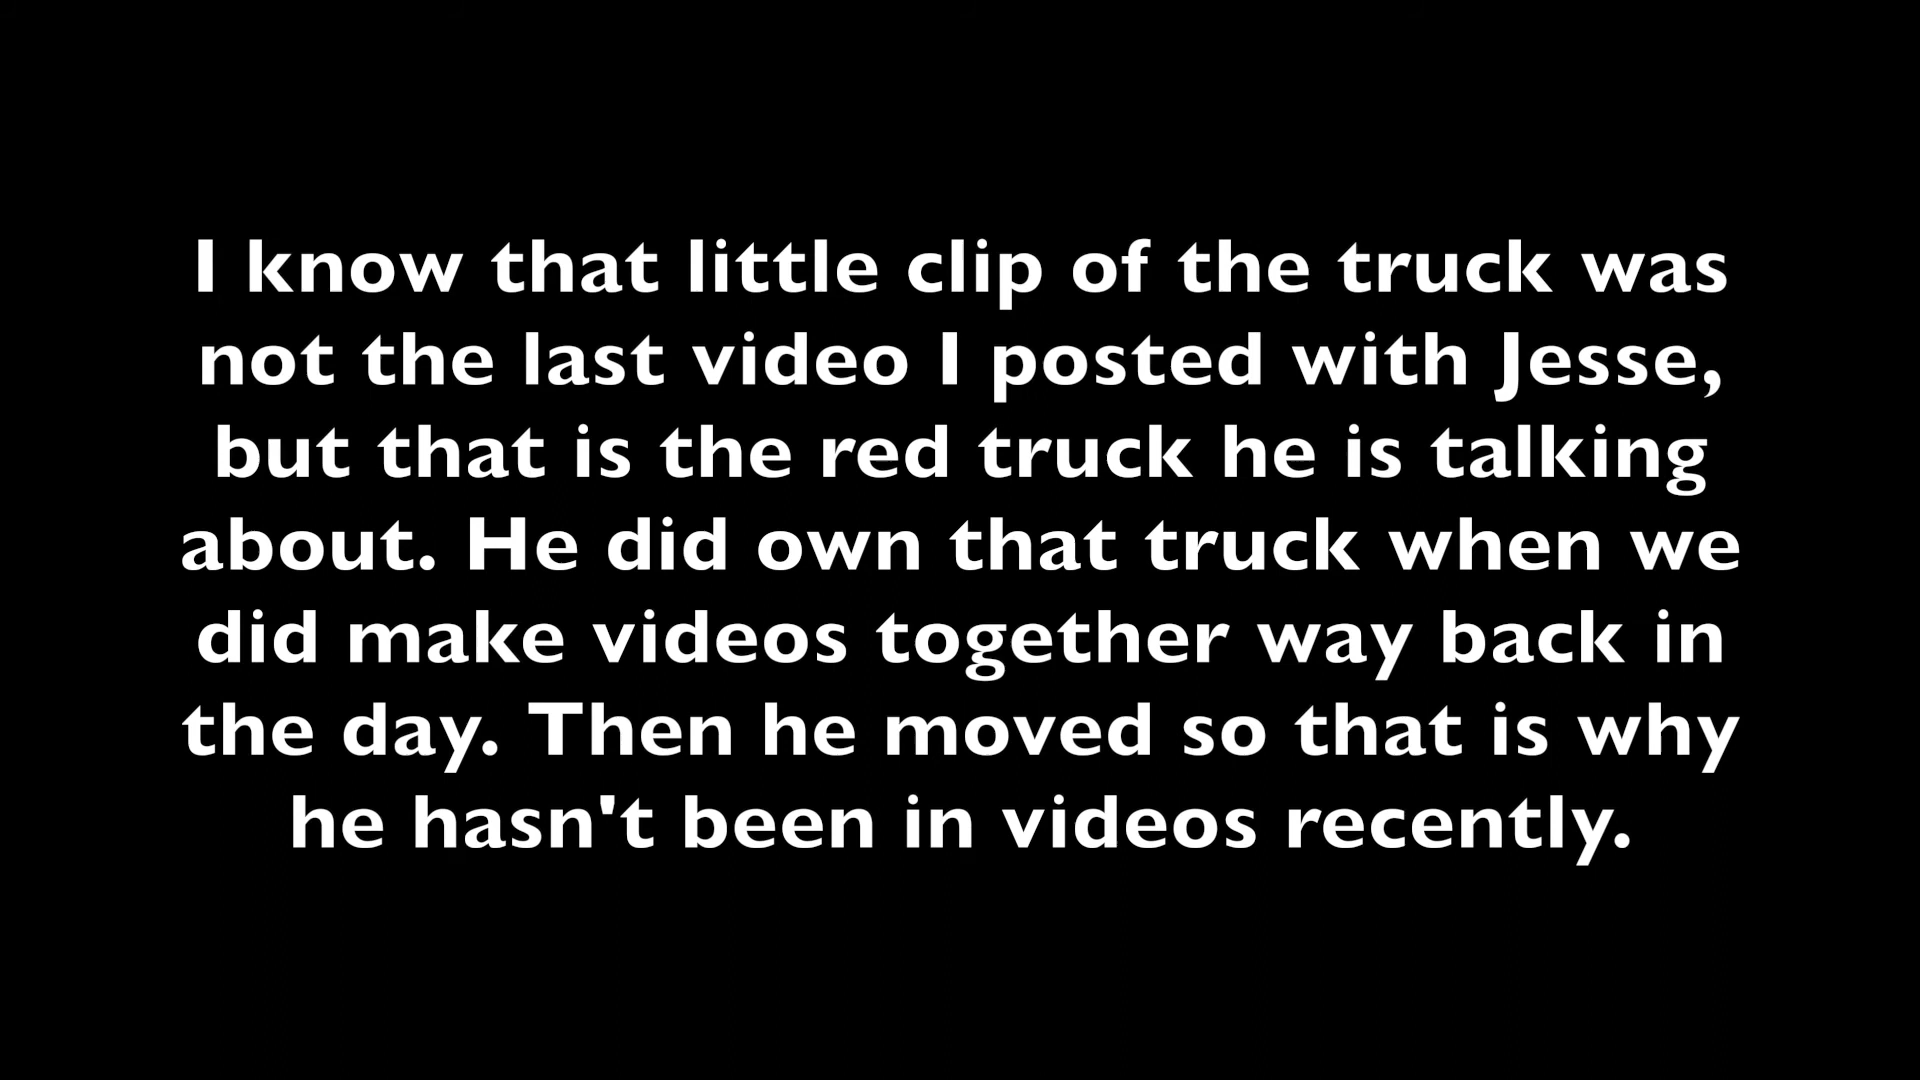 I know that little clip of the truck was
not the last video I posted with Jesse,
but that is the red truck he is talking
about. He did own that truck when we
did make videos together way back in
the day. Then he moved so that is why
he hasn't been in videos recently.